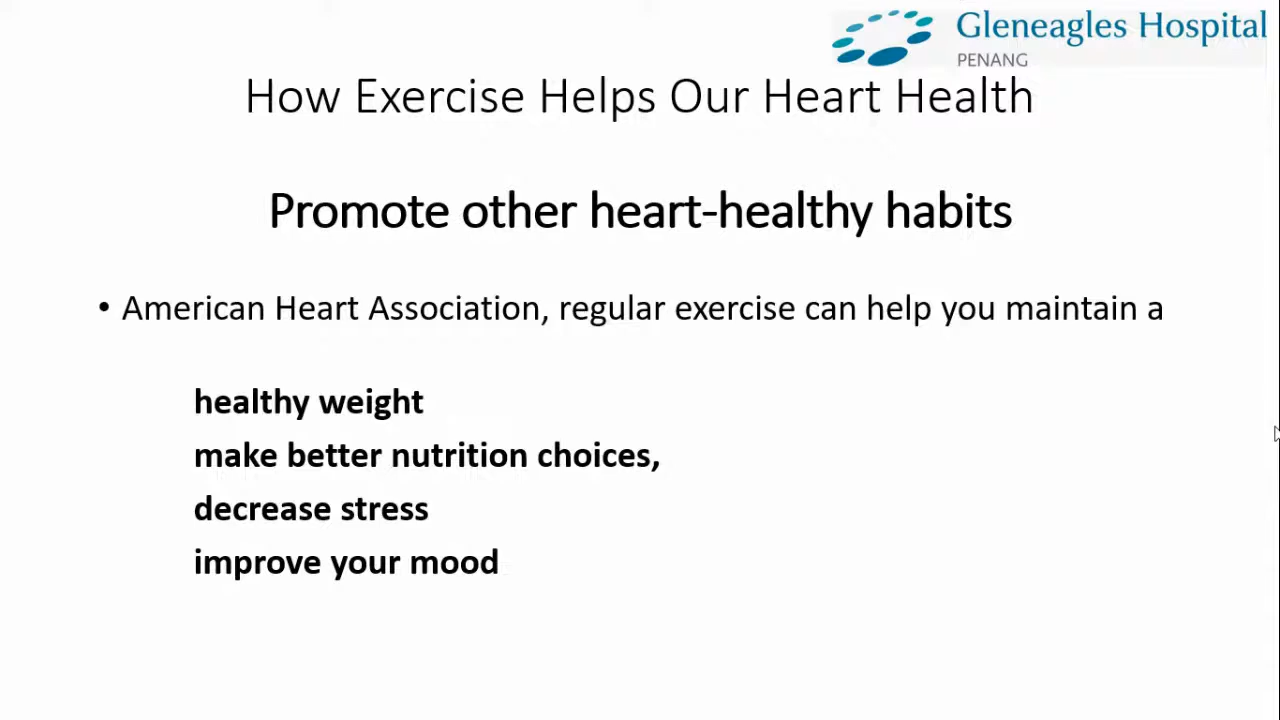 Gleneagles Hospital
PENANG
How Exercise Helps Our Heart Health
Promote other heart-healthy habits
• American Heart Association, regular exercise can help you maintain a
healthy weight
make better nutrition choices,
decrease stress
improve your mood